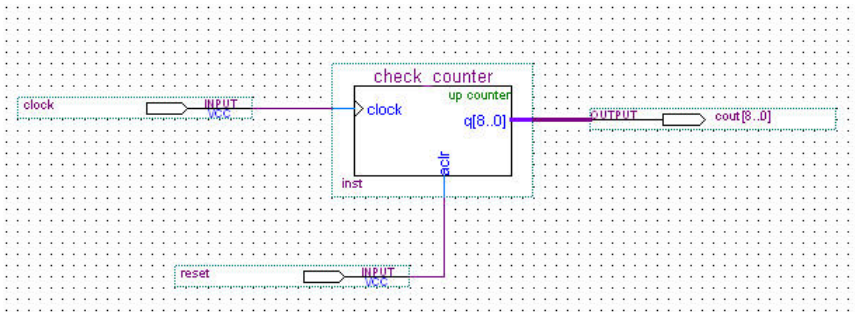 check_counter
up counter
clock
INPUT
VCC
clock
q[8..0]
OUTPUT
cout[8..0]
aclr
inst
reset
INPUT
VCC